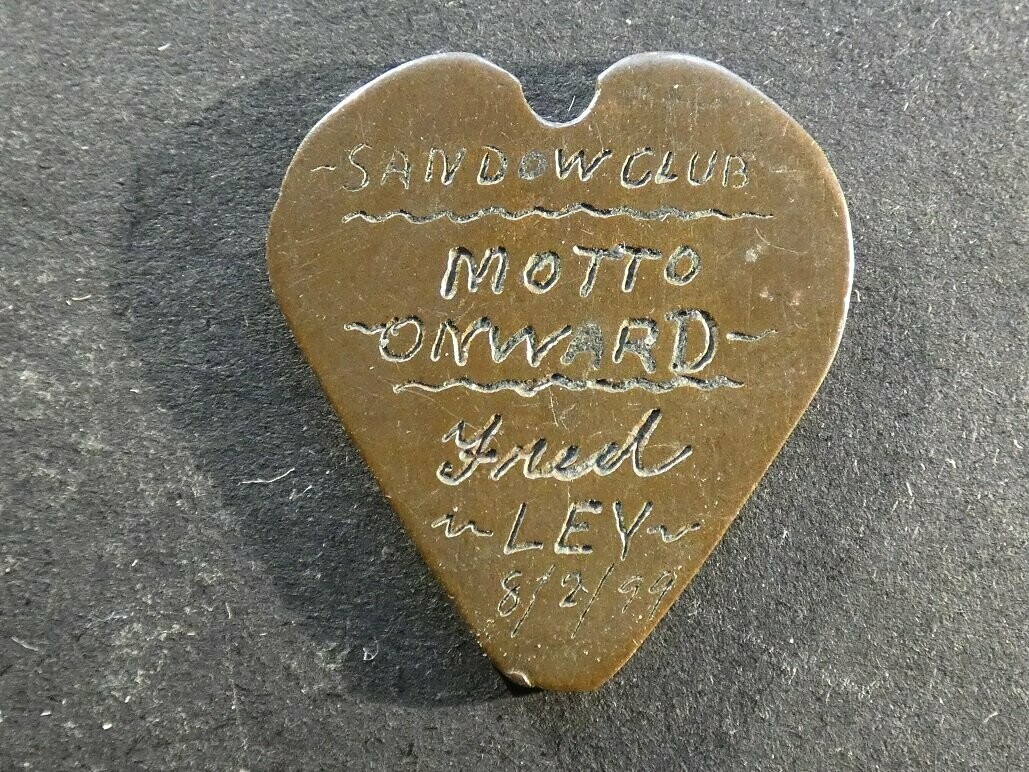 ~SANDOW CLUB~
MOTTO
~ONWARD~
Fred
~LEY~
8/2/99